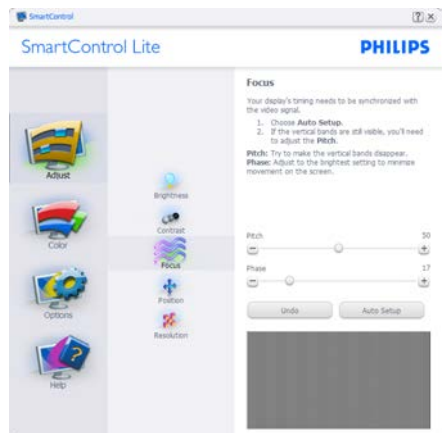 SmartControl
SmartControl Lite
PHILIPS
Adjust
Color
Options
Help
Brightness
Contrast
Focus
Position
Resolution
Focus
Your display's timing needs to be synchronized with
the video signal.
1. Choose Auto Setup.
2. If the vertical bands are still visible, you'll need
to adjust the Pitch.
Pitch: Try to make the vertical bands disappear.
Phase: Adjust to the brightest setting to minimize
movement on the screen.
Pitch 50
Phase 17
Undo Auto Setup